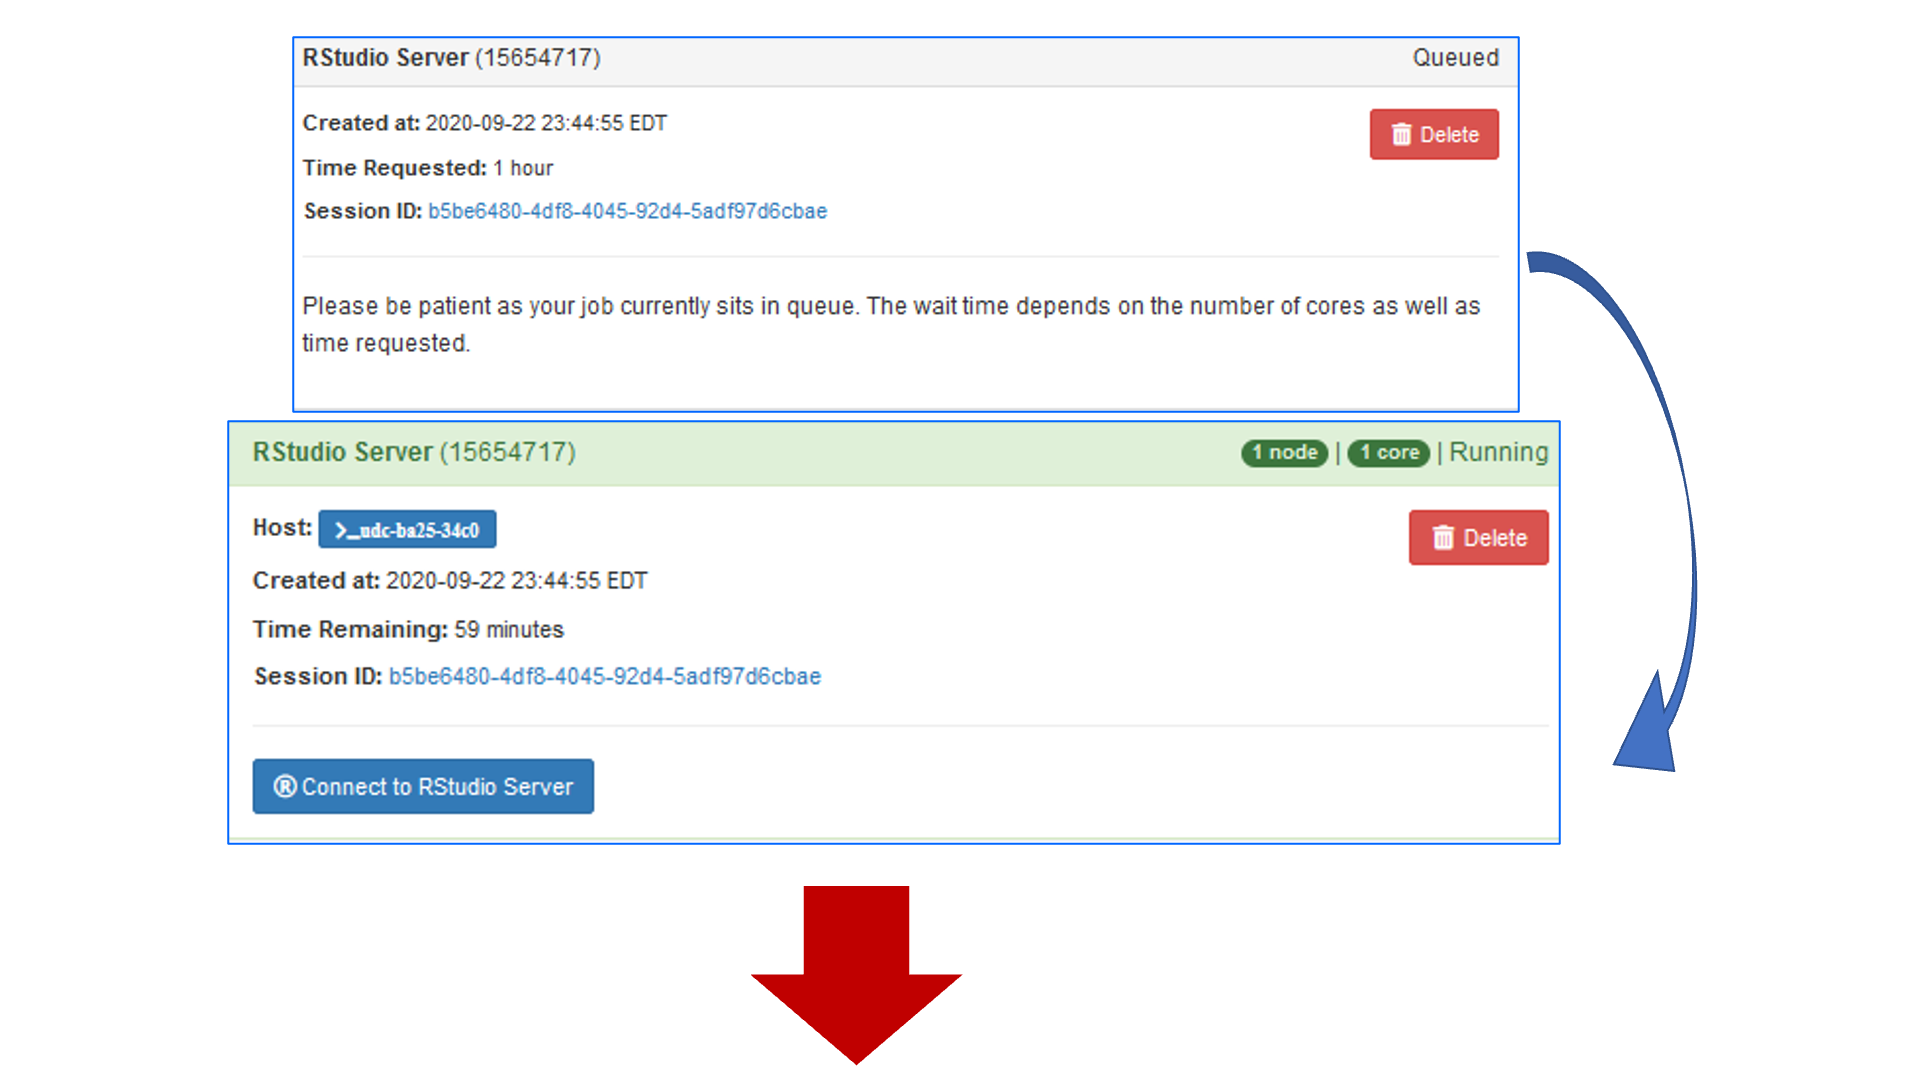 RStudio Server (15654717) Queued
Created at: 2020-09-22 23:44:55 EDT
Delete
Time Requested: 1 hour
Session ID: b5be6480-4df8-4045-92d4-5adf97d6cbae
Please be patient as your job currently sits in queue. The wait time depends on the number of cores as well as
time requested.
RStudio Server (15654717) 1 node | 1 core | Running
Host: >_udc-ba25-34c0
Delete
Created at: 2020-09-22 23:44:55 EDT
Time Remaining: 59 minutes
Session ID: b5be6480-4df8-4045-92d4-5adf97d6cbae
® Connect to RStudio Server